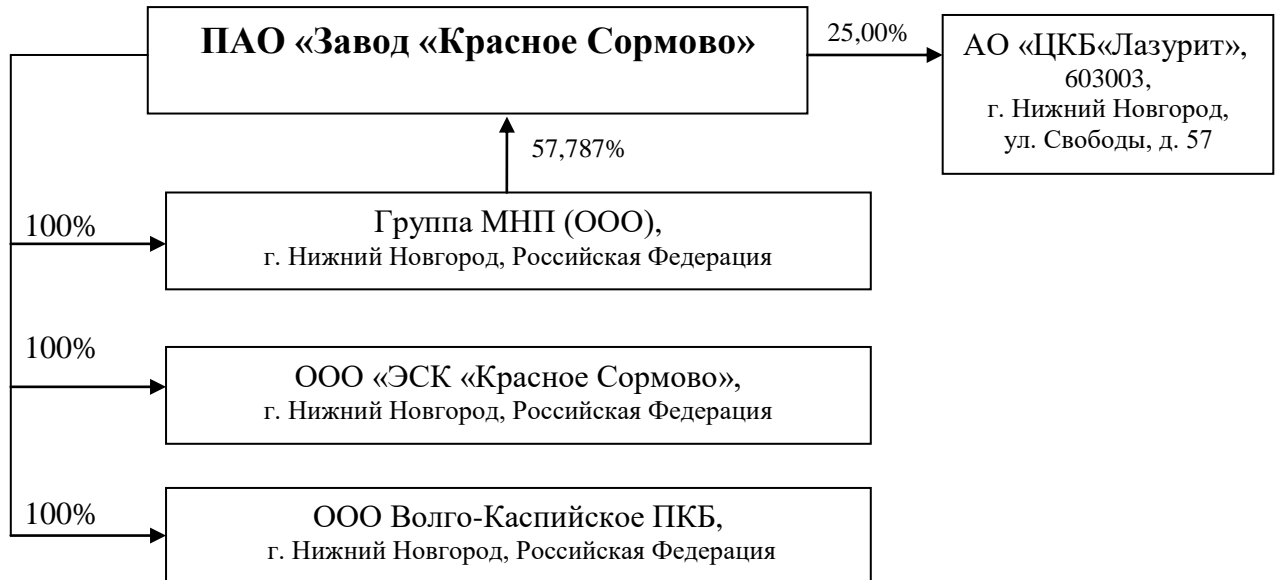 ПАО «Завод «Красное Сормово»
25,00%
АО «ЦКБ«Лазурит»,
603003,
г. Нижний Новгород,
ул. Свободы, д. 57
57,787%
100%
Группа МНП (ООО),
г. Нижний Новгород, Российская Федерация
100%
ООО «ЭСК «Красное Сормово»,
г. Нижний Новгород, Российская Федерация
100%
ООО Волго-Каспийское ПКБ,
г. Нижний Новгород, Российская Федерация